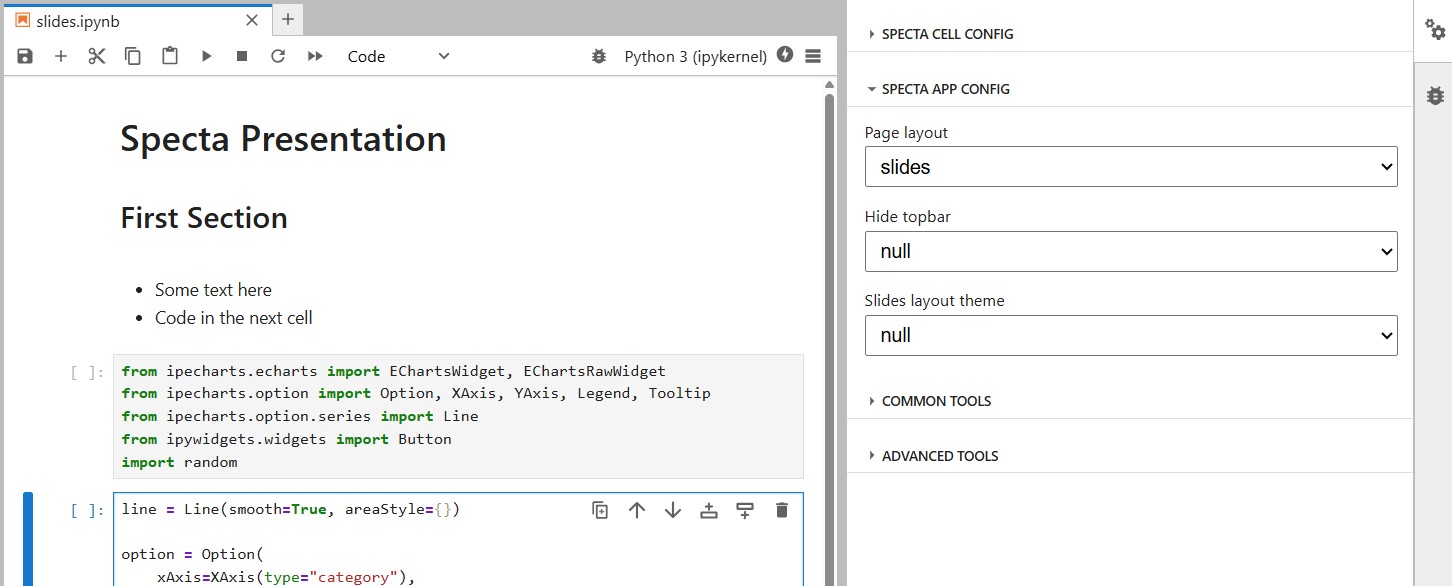 slides.ipynb
Code
Python 3 (ipykernel)
Specta Presentation
First Section
• Some text here
• Code in the next cell
[ ]:
from ipecharts.echarts import EChartsWidget, EChartsRawWidget
from ipecharts.option import Option, XAxis, YAxis, Legend, Tooltip
from ipecharts.option.series import Line
from ipywidgets.widgets import Button
import random
[ ]:
line = Line(smooth=True, areaStyle={})
option = Option(
xAxis=XAxis(type="category"),
SPECTA CELL CONFIG
SPECTA APP CONFIG
Page layout
slides
Hide topbar
null
Slides layout theme
null
COMMON TOOLS
ADVANCED TOOLS